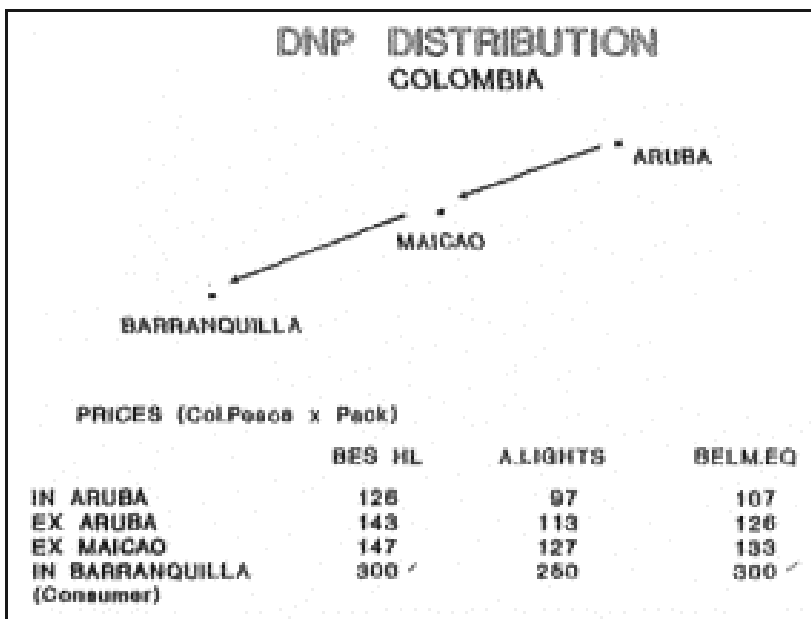 DNP DISTRIBUTION
COLOMBIA
ARUBA
MAICAO
BARRANQUILLA
PRICES (Col.Pesos x Pack)
BES HL A.LIGHTS BELM.EQ
IN ARUBA 126 97 107
EX ARUBA 143 113 126
EX MAICAO 147 127 133
IN BARRANQUILLA 300 250 300
(Consumer)